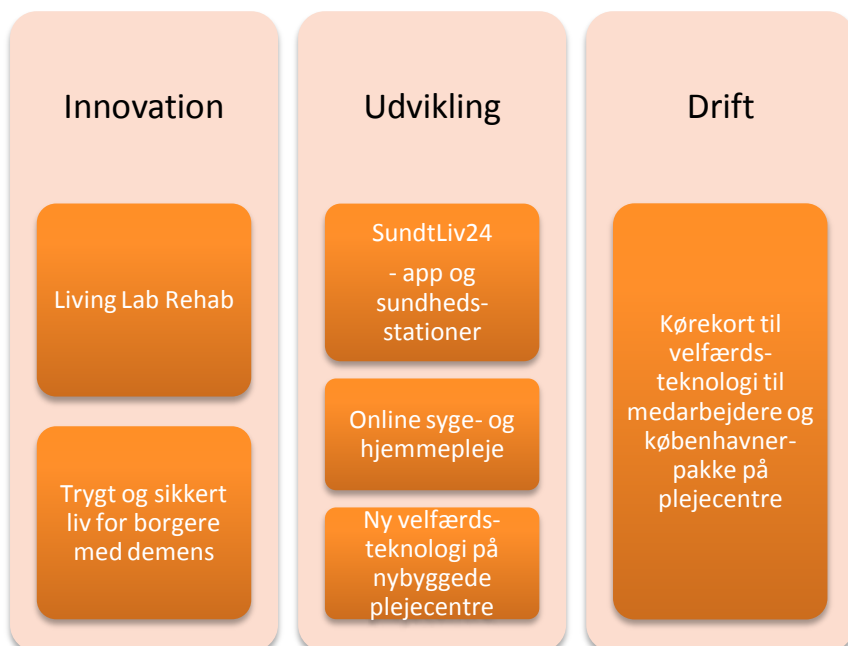 Innovation
Living Lab Rehab
Trygt og sikkert
liv for borgere
med demens
Udvikling
SundtLiv24
- app og
sundheds-
stationer
Online syge- og
hjemmepleje
Ny velfærds-
teknologi på
nybyggede
plejecentre
Drift
Kørekort til
velfærds-
teknologi til
medarbejdere og
københavner-
pakke på
plejecentre